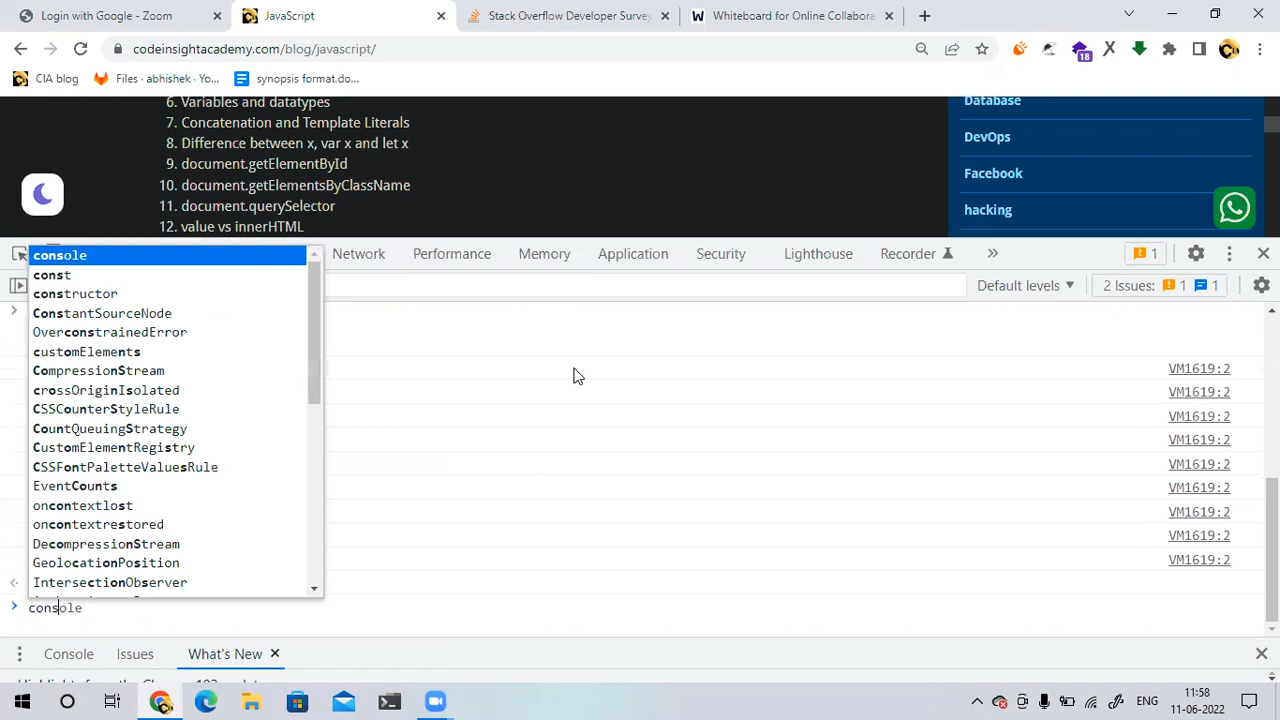 Login with Google - Zoom
JavaScript
Stack Overflow Developer Surve
Whiteboard for Online Collabora
codeinsightacademy.com/blog/javascript/
18
CIA blog
Files · abhishek · Yo...
synopsis format.do...
6. Variables and datatypes
7. Concatenation and Template Literals
8. Difference between x, var x and let x
9. document.getElementById
10. document.getElementsByClassName
11. document.querySelector
12. value vs innerHTML
Database
DevOps
Facebook
hacking
Network
Performance
Memory
Application
Security
Lighthouse
Recorder
1
Default levels
2 Issues: 1 1
console
const
constructor
ConstantSourceNode
OverconstrainedError
customElements
CompressionStream
crossOriginIsolated
CSSCounterStyleRule
CountQueuingStrategy
CustomElementRegistry
CSSFontPaletteValuesRule
EventCounts
oncontextlost
oncontextrestored
DecompressionStream
GeolocationPosition
IntersectionObserver
VM1619:2
VM1619:2
VM1619:2
VM1619:2
VM1619:2
VM1619:2
VM1619:2
VM1619:2
VM1619:2
console
Console
Issues
What's New
ENG
11:58
11-06-2022